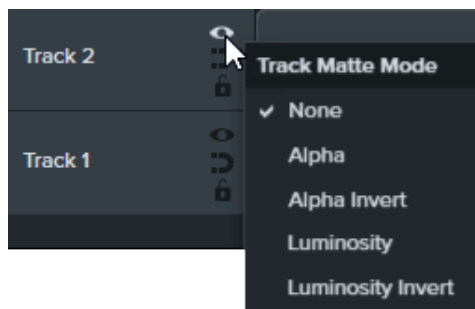 Track 2
Track Matte Mode
None
Alpha
Track 1
Alpha Invert
Luminosity
Luminosity Invert